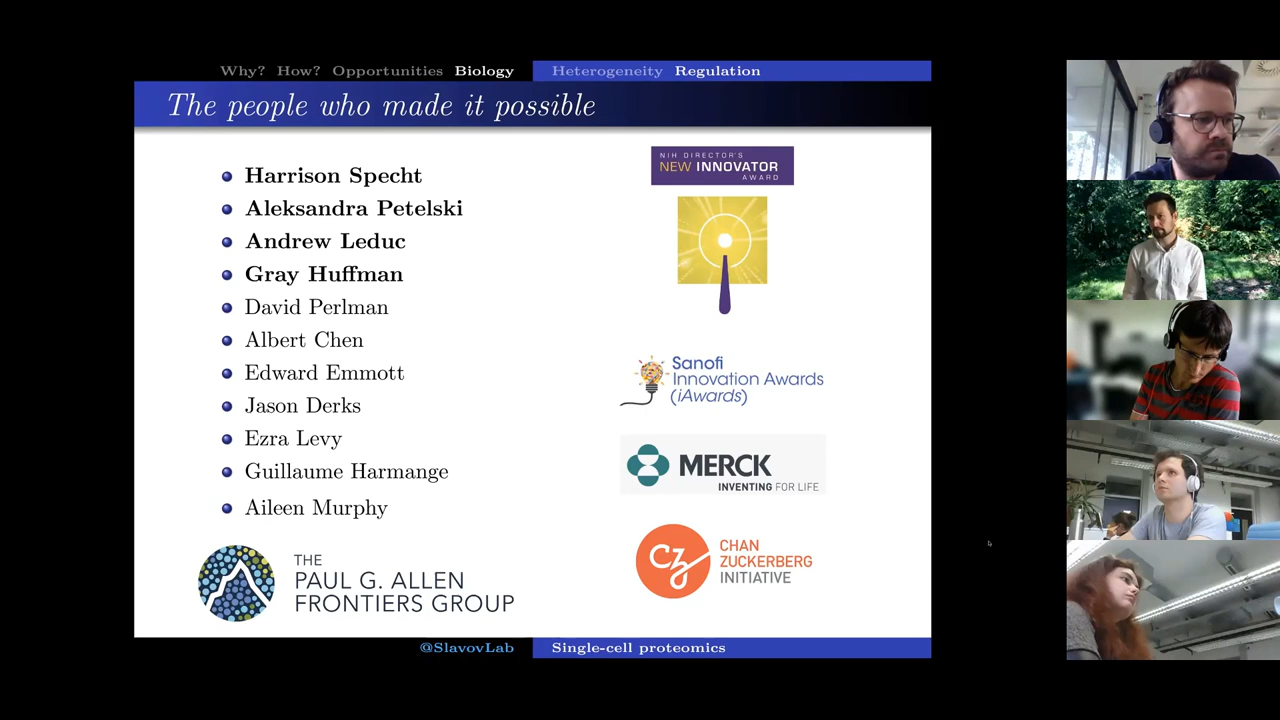 Why? How? Opportunities Biology Heterogeneity Regulation
The people who made it possible
Harrison Specht
Aleksandra Petelski
Andrew Leduc
Gray Huffman
David Perlman
Albert Chen
Edward Emmott
Jason Derks
Ezra Levy
Guillaume Harmange
Aileen Murphy
THE
PAUL G. ALLEN
FRONTIERS GROUP
NIH DIRECTOR'S
NEW INNOVATOR
AWARD
Sanofi
Innovation Awards
(iAwards)
MERCK
INVENTING FOR LIFE
cz
CHAN
ZUCKERBERG
INITIATIVE
@SlavovLab Single-cell proteomics